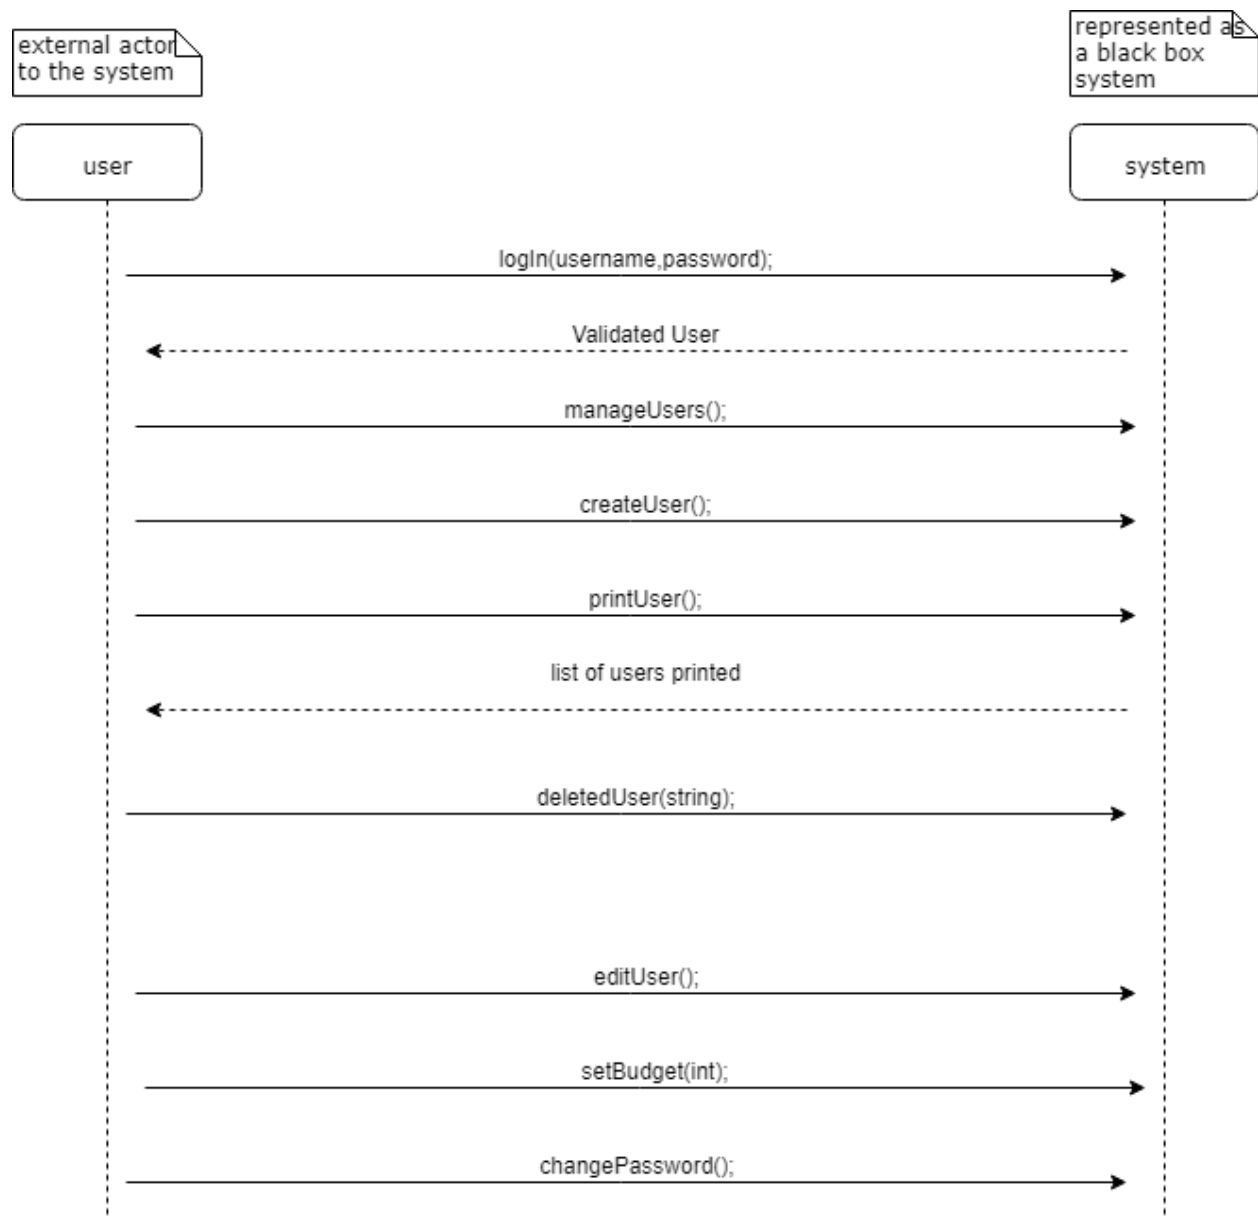 external actor
to the system
represented as
a black box
system
user
system
logIn(username,password);
Validated User
manageUsers();
createUser();
printUser();
list of users printed
deletedUser(string);
editUser();
setBudget(int);
changePassword();